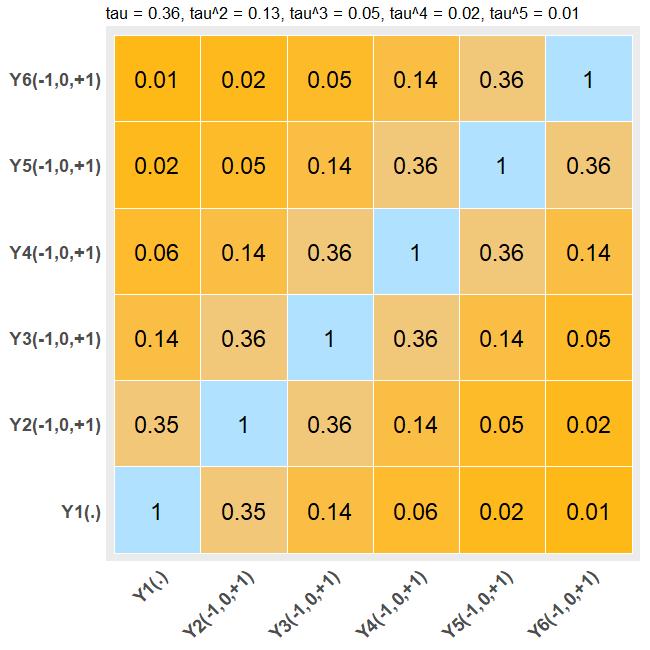 tau = 0.36, tau^2 = 0.13, tau^3 = 0.05, tau^4 = 0.02, tau^5 = 0.01
Y6(-1,0,+1) 0.01 0.02 0.05 0.14 0.36 1
Y5(-1,0,+1) 0.02 0.05 0.14 0.36 1 0.36
Y4(-1,0,+1) 0.06 0.14 0.36 1 0.36 0.14
Y3(-1,0,+1) 0.14 0.36 1 0.36 0.14 0.05
Y2(-1,0,+1) 0.35 1 0.36 0.14 0.05 0.02
Y1(.) 1 0.35 0.14 0.06 0.02 0.01
Y1(.) Y2(-1,0,+1) Y3(-1,0,+1) Y4(-1,0,+1) Y5(-1,0,+1) Y6(-1,0,+1)